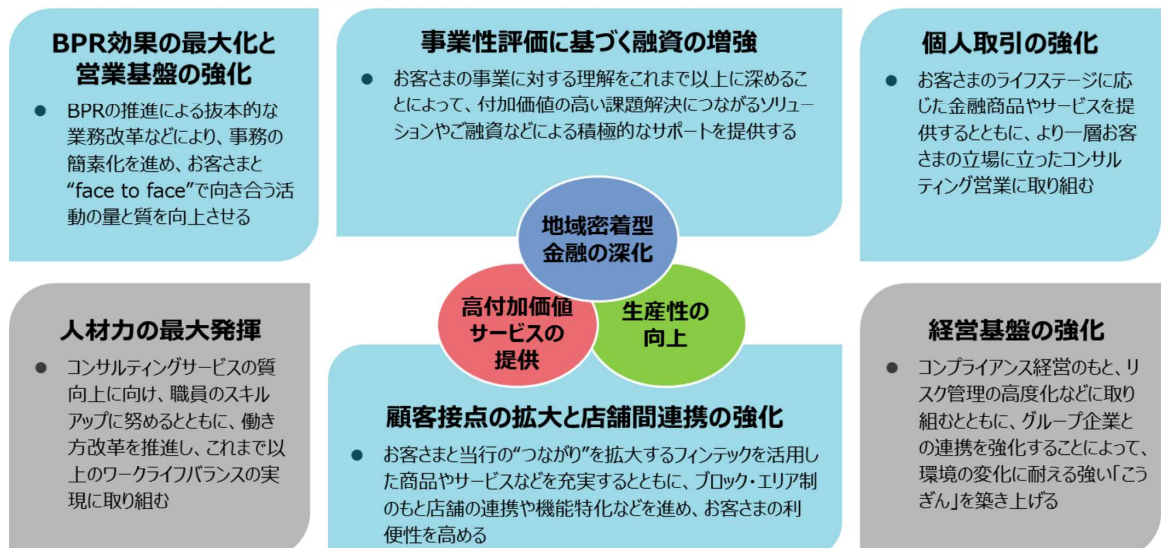 BPR効果の最大化と
営業基盤の強化
● BPRの推進による抜本的な
業務改革などにより、事務の
簡素化を進め、お客さまと
“face to face”で向き合う活
動の量と質を向上させる
事業性評価に基づく融資の増強
● お客さまの事業に対する理解をこれまで以上に深めるこ
とによって、付加価値の高い課題解決につながるソリュー
ションやご融資などによる積極的なサポートを提供する
個人取引の強化
● お客さまのライフステージに応
じた金融商品やサービスを提
供するとともに、より一層お客
さまの立場に立ったコンサル
ティング営業に取り組む
地域密着型
金融の深化
高付加価値
サービスの
提供
生産性の
向上
人材力の最大発揮
● コンサルティングサービスの質
向上に向け、職員のスキル
アップに努めるとともに、働き
方改革を推進し、これまで以
上のワークライフバランスの実
現に取り組む
顧客接点の拡大と店舗間連携の強化
● お客さまと当行の“つながり”を拡大するフィンテックを活用し
た商品やサービスなどを充実するとともに、ブロック・エリア制
のもと店舗の連携や機能特化などを進め、お客さまの利
便性を高める
経営基盤の強化
● コンプライアンス経営のもと、リ
スク管理の高度化などに取り
組むとともに、グループ企業と
の連携を強化することによって、
環境の変化に耐える強い「こう
ぎん」を築き上げる